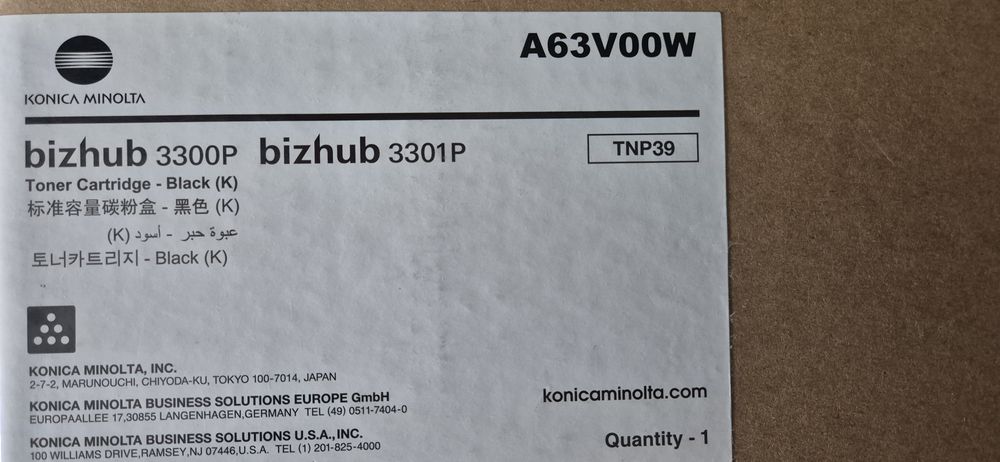 A63V00W
KONICA MINOLTA
bizhub 3300P bizhub 3301P
TNP39
Toner Cartridge - Black (K)
标准容量碳粉盒 - 黑色 (K)
عبوة حبر - أسود (K)
토너카트리지 - Black (K)
KONICA MINOLTA, INC.
2-7-2, MARUNOUCHI, CHIYODA-KU, TOKYO 100-7014, JAPAN
KONICA MINOLTA BUSINESS SOLUTIONS EUROPE GmbH
EUROPAALLEE 17,30855 LANGENHAGEN,GERMANY TEL (49) 0511-7404-0
KONICA MINOLTA BUSINESS SOLUTIONS U.S.A.,INC.
100 WILLIAMS DRIVE,RAMSEY,NJ 07446,U.S.A. TEL (1) 201-825-4000
konicaminolta.com
Quantity - 1